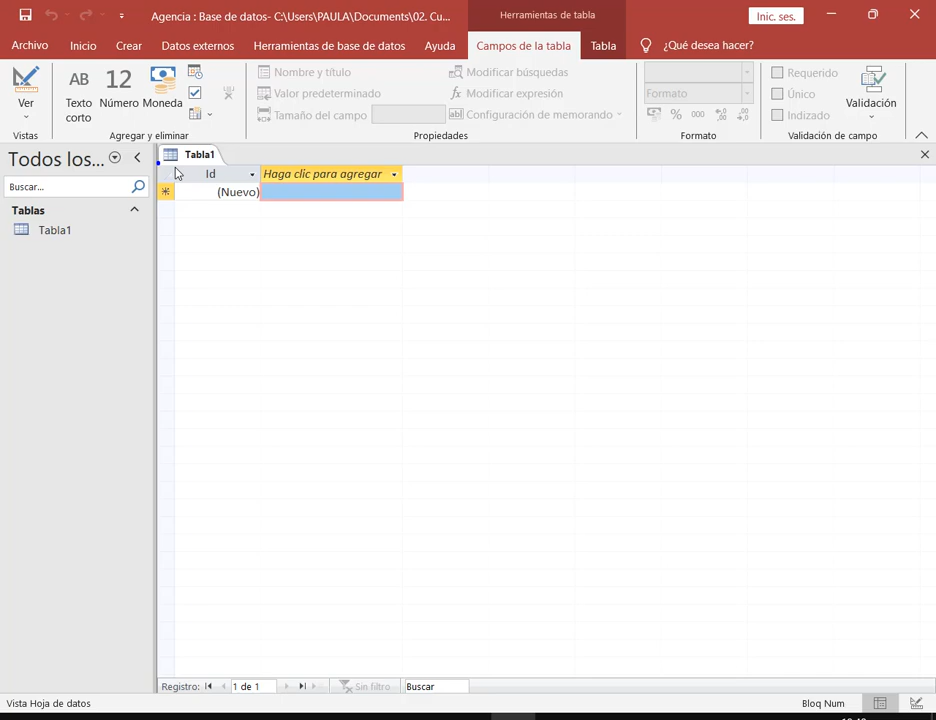 Agencia : Base de datos- C:\Users\PAULA\Documents\02. Cu...
Herramientas de tabla
Inic. ses.
Archivo
Inicio
Crear
Datos externos
Herramientas de base de datos
Ayuda
Campos de la tabla
Tabla
¿Qué desea hacer?
Ver
AB
Texto corto
12
Número
Moneda
Nombre y título
Valor predeterminado
Tamaño del campo
Modificar búsquedas
fx Modificar expresión
ab Configuración de memorando
Formato
% 000
Requerido
Único
Indizado
Validación
Vistas
Agregar y eliminar
Propiedades
Formato
Validación de campo
Todos los...
Buscar...
Tablas
Tabla1
Tabla1
Id
Haga clic para agregar
(Nuevo)
Registro:
1 de 1
Sin filtro
Buscar
Vista Hoja de datos
Bloq Num